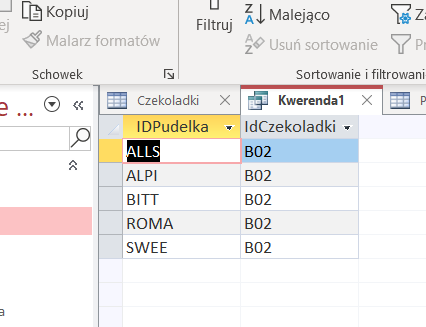 Kopiuj
Malarz formatów
Schowek
Filtruj
Malejąco
Usuń sortowanie
Sortowanie i filtrowani
e ...
Czekoladki
Kwerenda1
P
IDPudelka IdCzekoladki
ALLS B02
ALPI B02
BITT B02
ROMA B02
SWEE B02